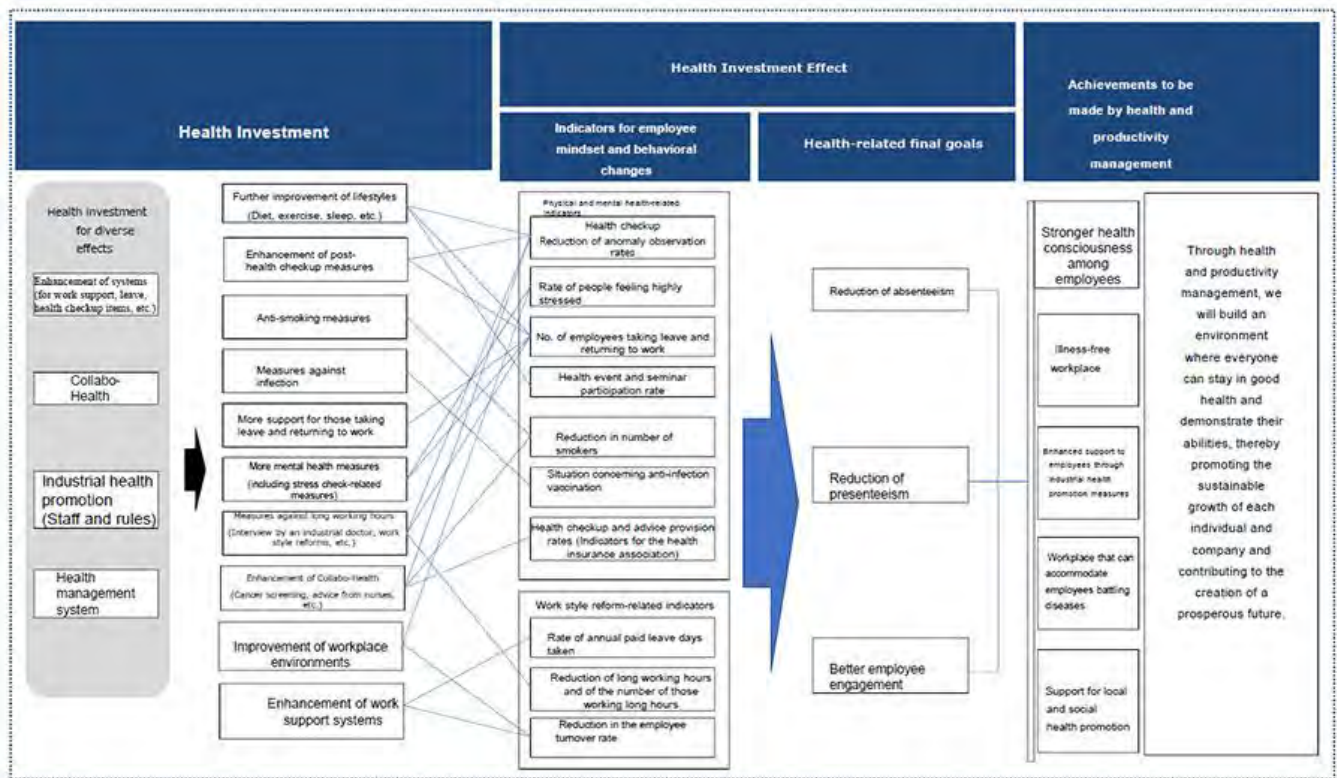 Health Investment
Health Investment Effect
Indicators for employee
mindset and behavioral
changes
Health-related final goals
Achievements to be
made by health and
productivity
management
Health investment
for diverse
effects
Enhancement of systems
(for work support, leave,
health checkup items, etc.)
Collabo-
Health
Industrial health
promotion
(Staff and rules)
Health
management
system
Further improvement of lifestyles
(Diet, exercise, sleep, etc.)
Enhancement of post-
health checkup measures
Anti-smoking measures
Measures against
infection
More support for those taking
leave and returning to work
More mental health measures
(including stress check-related
measures)
Measures against long working hours
(Interview by an industrial doctor, work
style reforms, etc.)
Enhancement of Collabo-Health
(Cancer screening, advice from nurses,
etc.)
Improvement of workplace
environments
Enhancement of work
support systems
Physical and mental health-related
indicators
Health checkup
Reduction of anomaly observation
rates
Rate of people feeling highly
stressed
No. of employees taking leave and
returning to work
Health event and seminar
participation rate
Reduction in number of
smokers
Situation concerning anti-infection
vaccination
Health checkup and advice provision
rates (Indicators for the health
insurance association)
Work style reform-related indicators
Rate of annual paid leave days
taken
Reduction of long working hours
and of the number of those
working long hours
Reduction in the employee
turnover rate
Reduction of absenteeism
Reduction of
presenteeism
Better employee
engagement
Stronger health
consciousness
among
employees
Illness-free
workplace
Enhanced support to
employees through
industrial health
promotion measures
Workplace that can
accommodate
employees battling
diseases
Support for local
and social
health promotion
Through health
and productivity
management, we
will build an
environment
where everyone
can stay in good
health and
demonstrate their
abilities, thereby
promoting the
sustainable
growth of each
individual and
company and
contributing to the
creation of a
prosperous future.